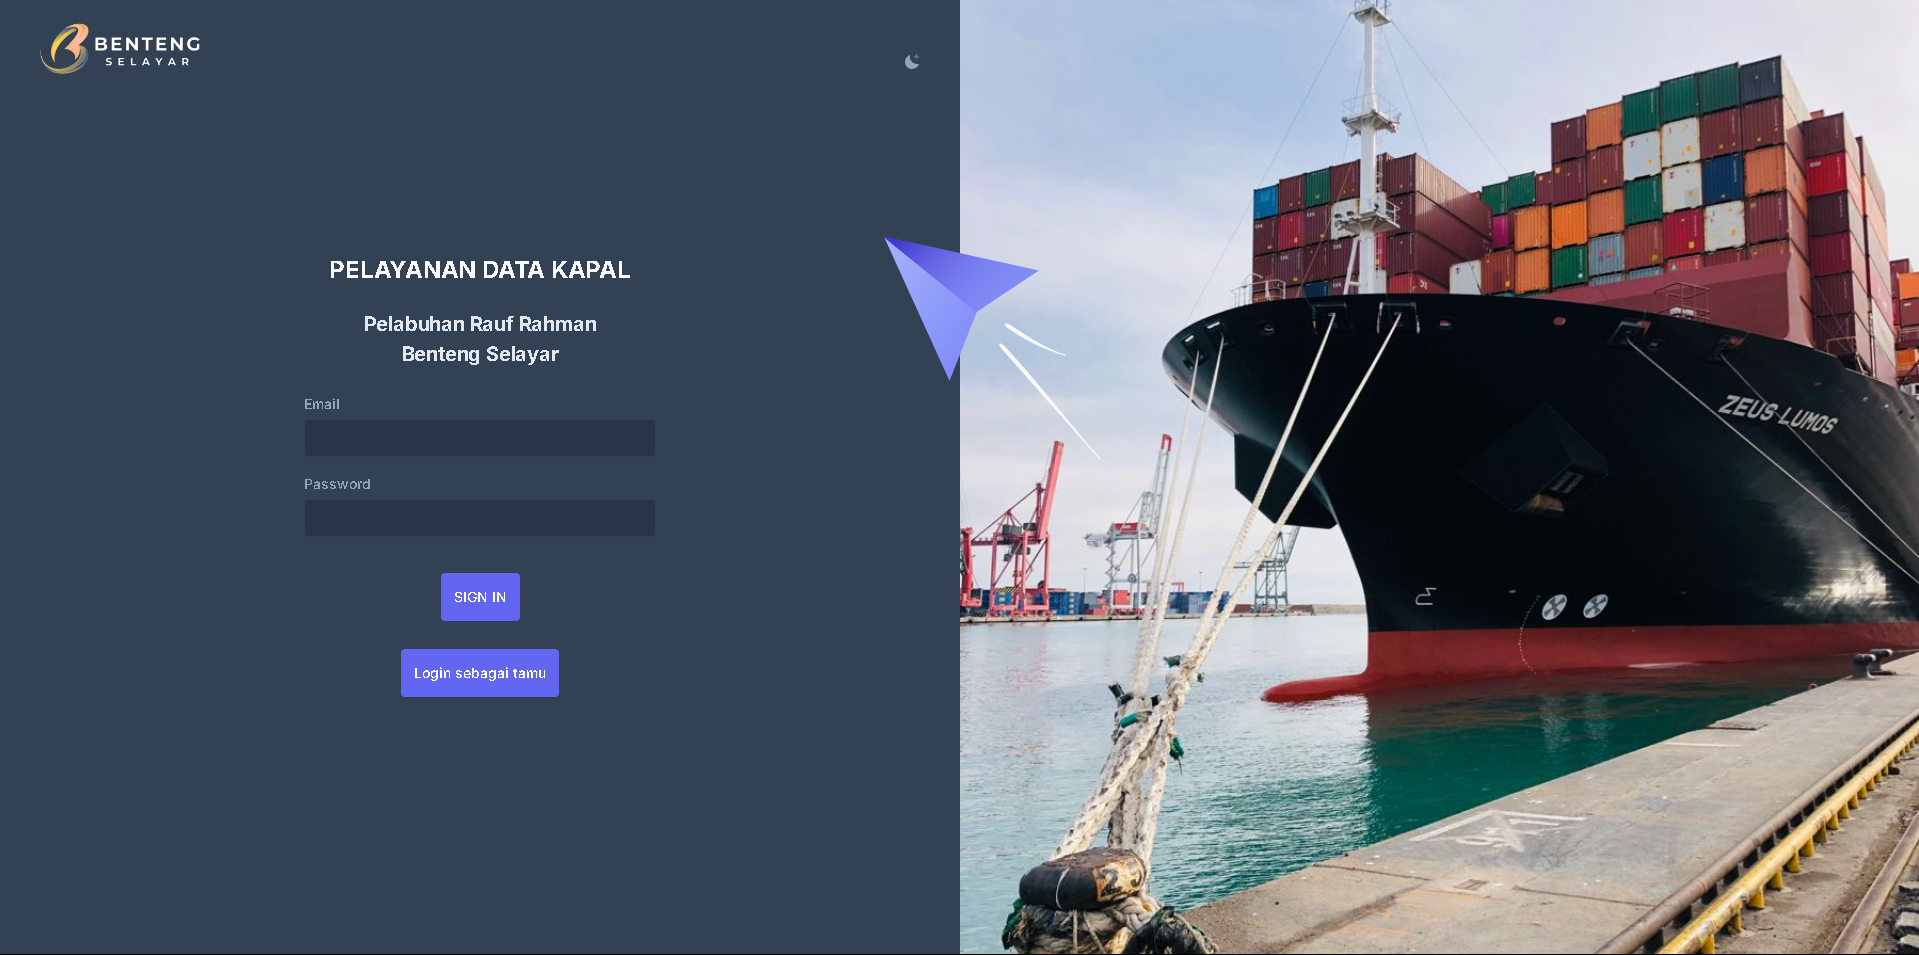 BENTENG
SELAYAR
PELAYANAN DATA KAPAL
Pelabuhan Rauf Rahman
Benteng Selayar
Email
Password
SIGN IN
Login sebagai tamu
ZEUS LUMOS